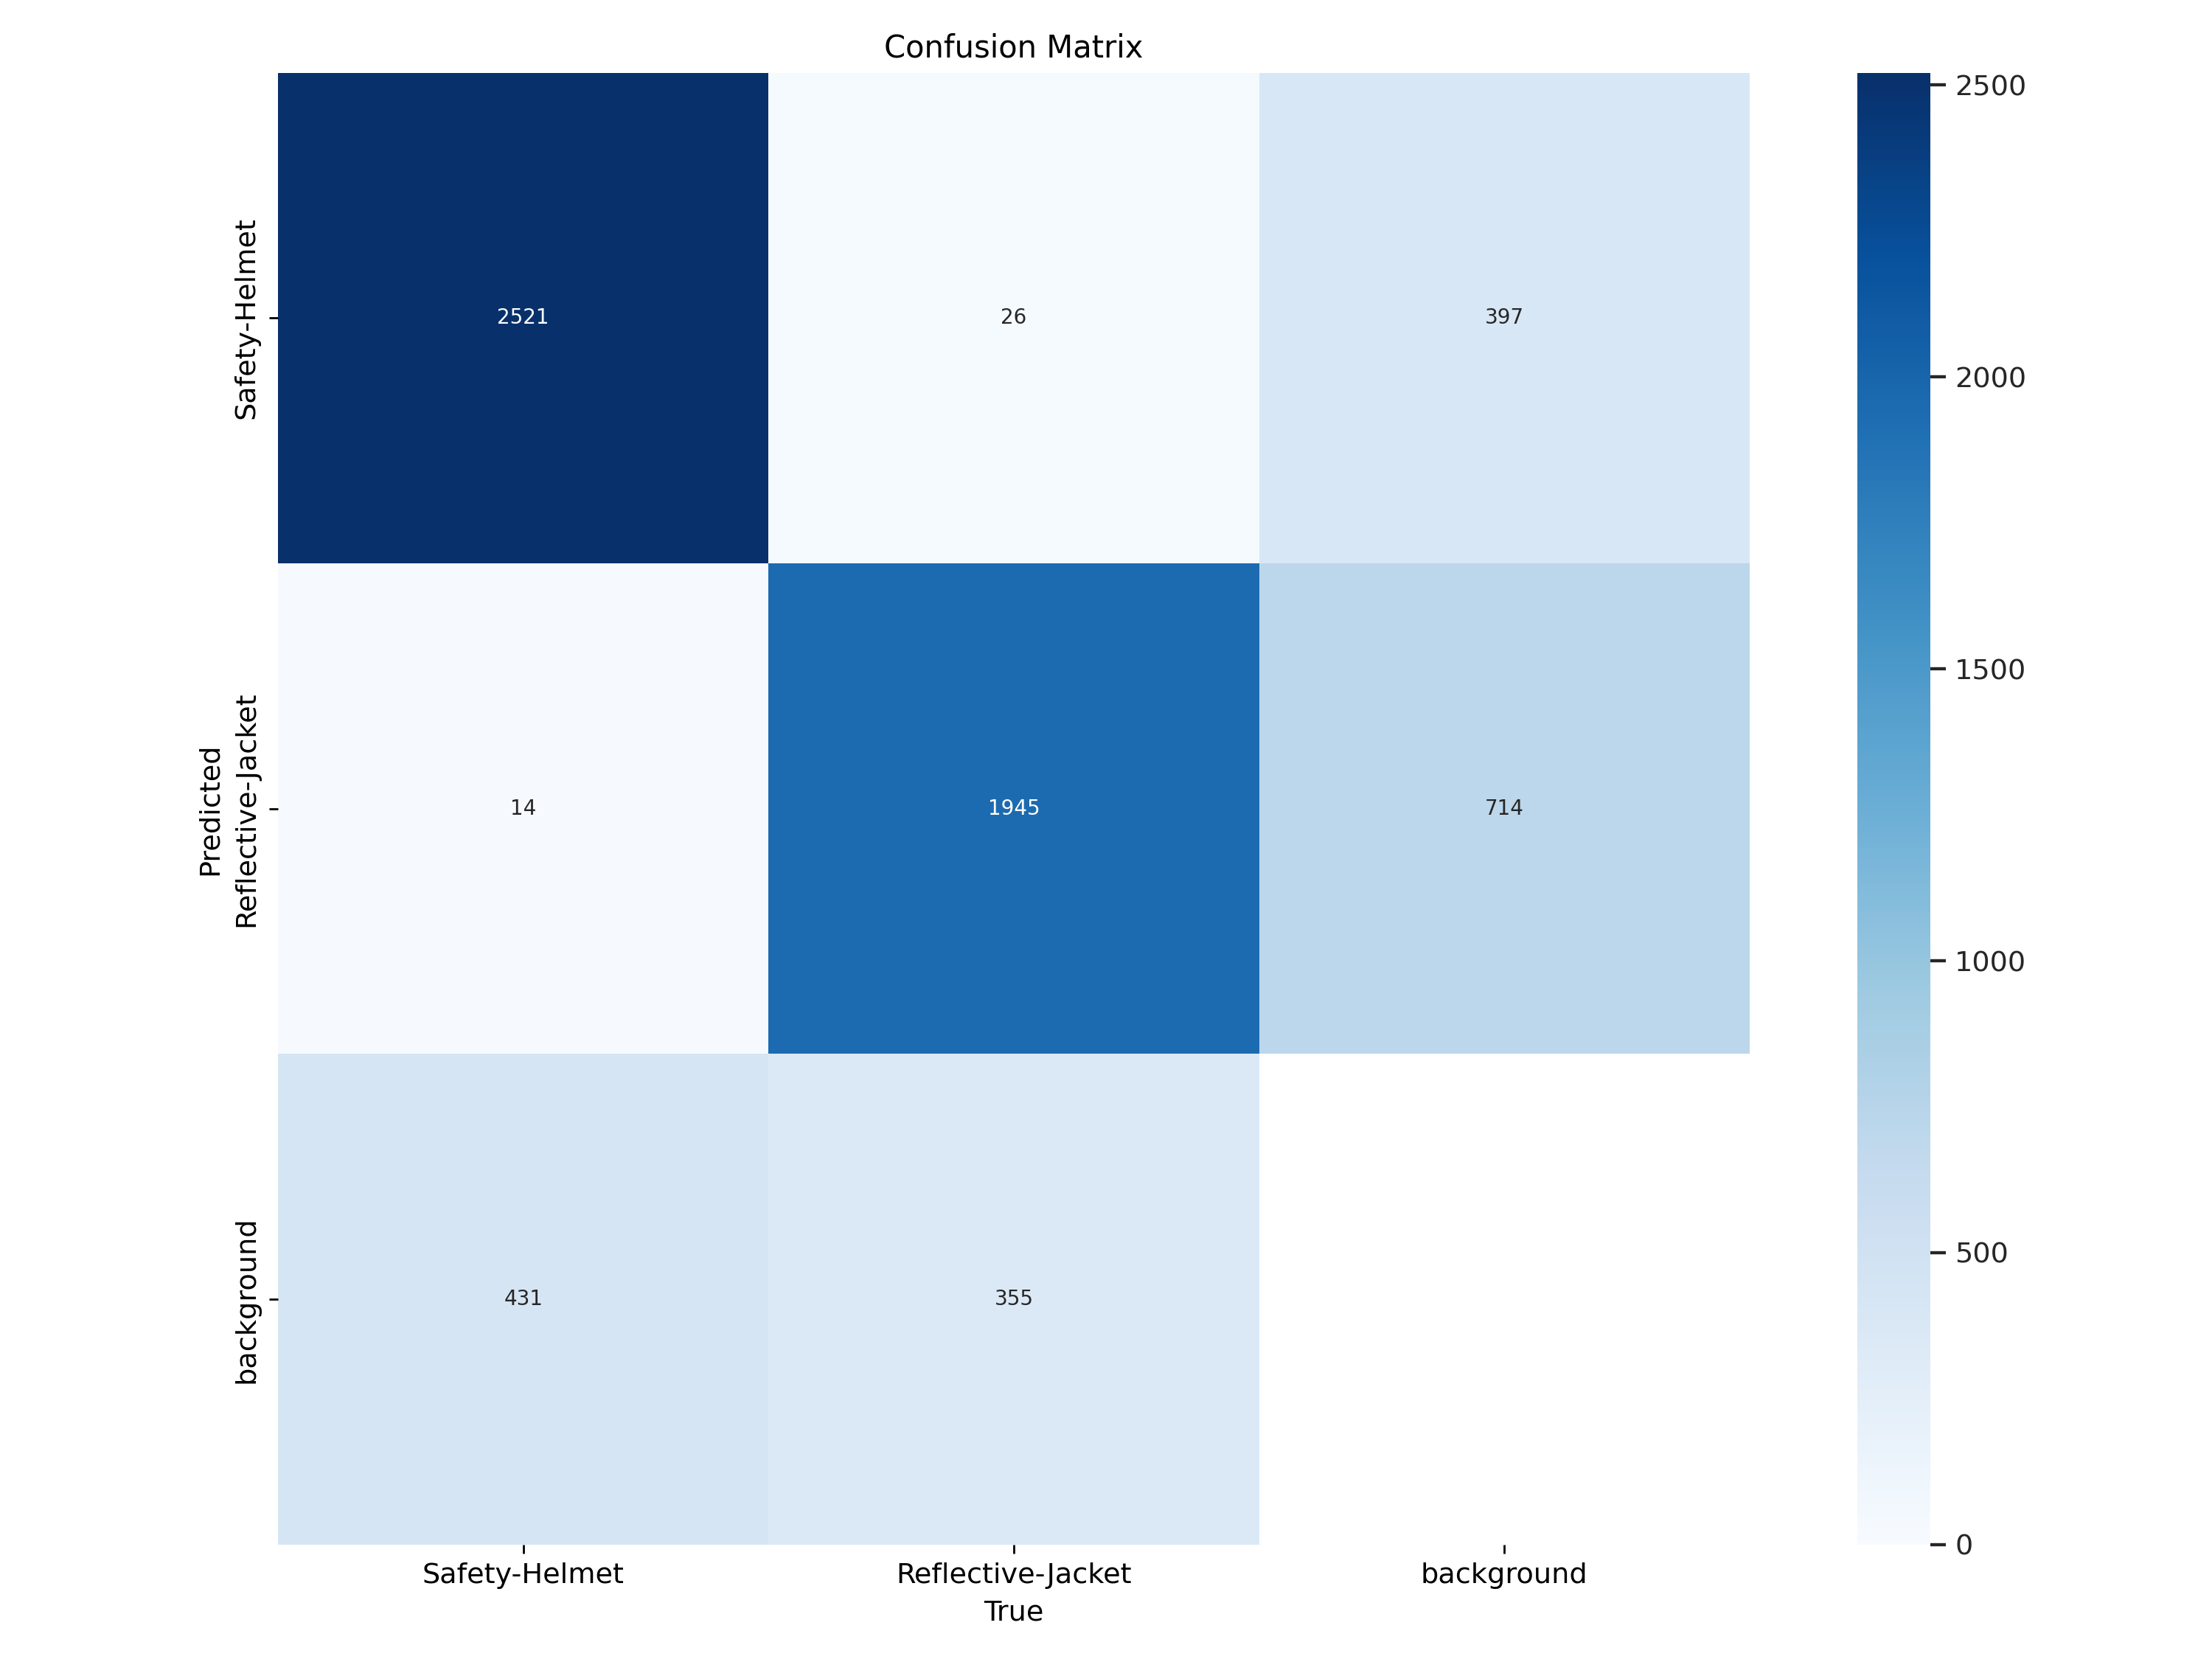 Confusion Matrix
Safety-Helmet
2521
26
397
Predicted
Reflective-Jacket
14
1945
714
background
431
355
Safety-Helmet
Reflective-Jacket
background
True
2500
2000
1500
1000
500
0